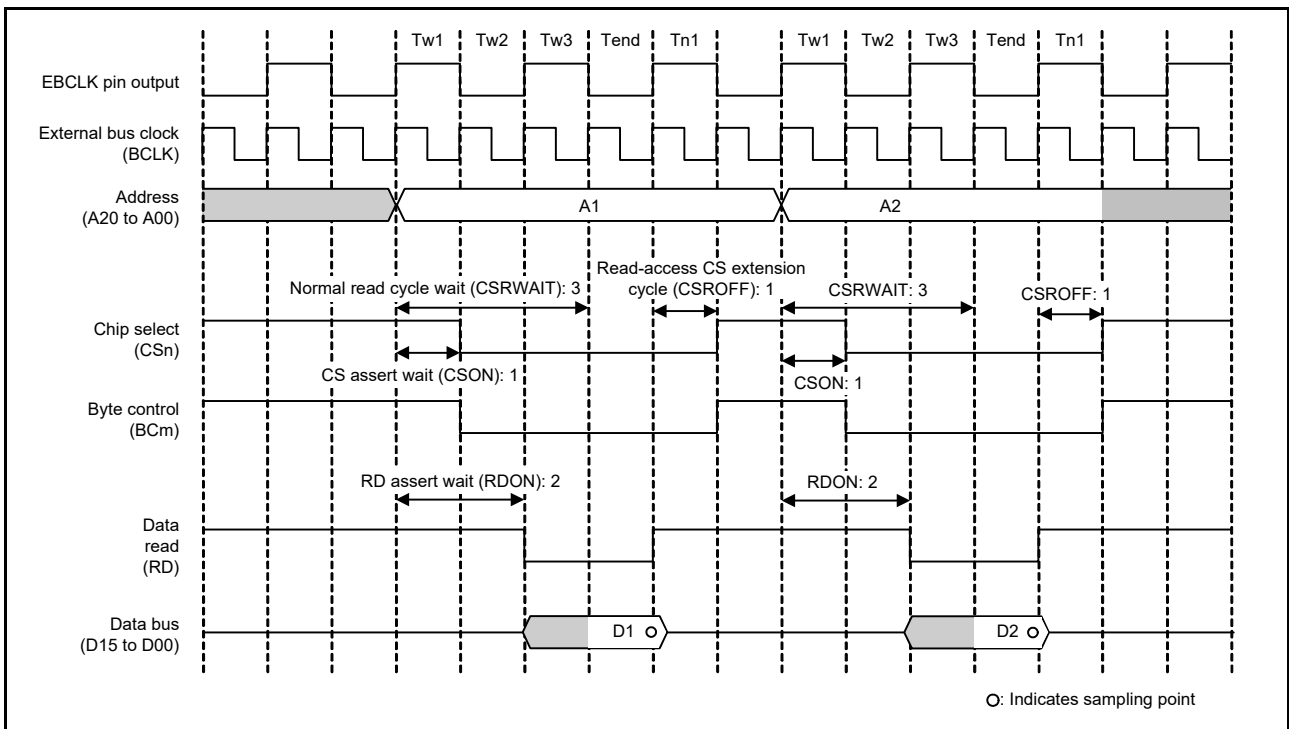 Tw1 Tw2 Tw3 Tend Tn1 Tw1 Tw2 Tw3 Tend Tn1
EBCLK pin output
External bus clock
(BCLK)
Address
(A20 to A00)
A1 A2
Normal read cycle wait (CSRWAIT): 3
Read-access CS extension
cycle (CSROFF): 1
CSRWAIT: 3
CSROFF: 1
Chip select
(CSn)
CS assert wait (CSON): 1
CSON: 1
Byte control
(BCm)
RD assert wait (RDON): 2
RDON: 2
Data
read
(RD)
Data bus
(D15 to D00)
D1 D2
: Indicates sampling point